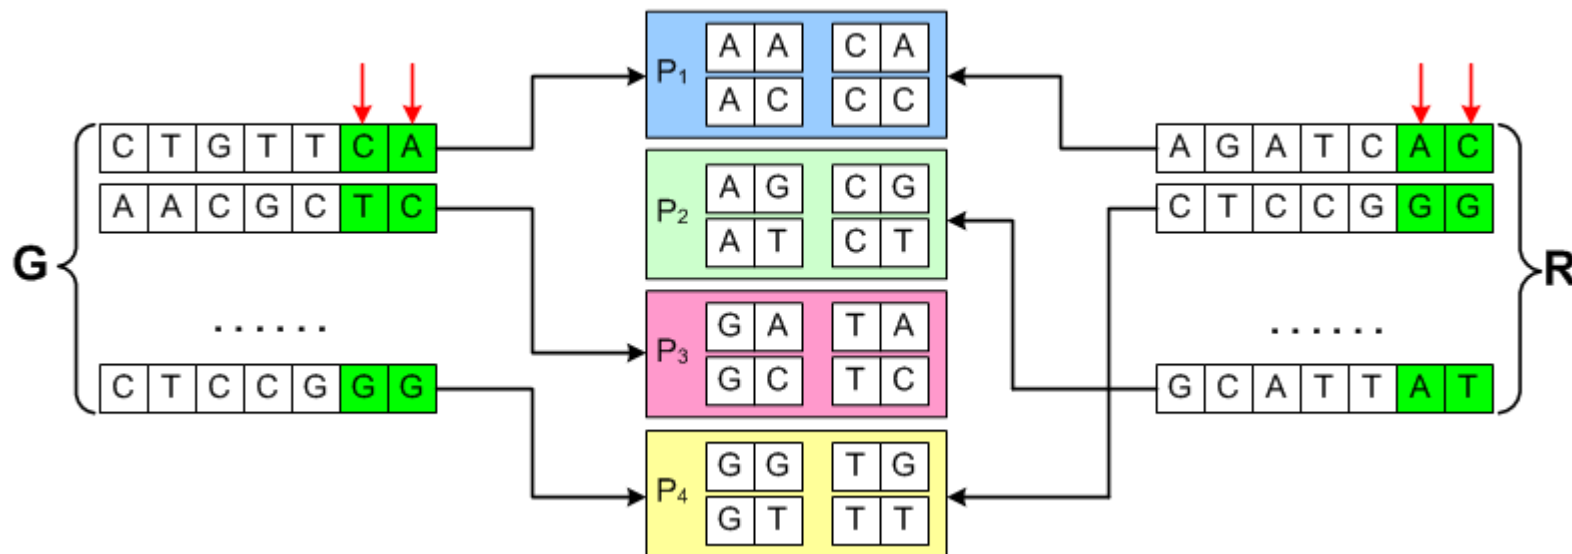 G
C T G T T C A
A A C G C T C
......
C T C C G G G
P1
A A C A
A C C C
P2
A G C G
A T C T
P3
G A T A
G C T C
P4
G G T G
G T T T
A G A T C A C
C T C C G G G
......
G C A T T A T
R